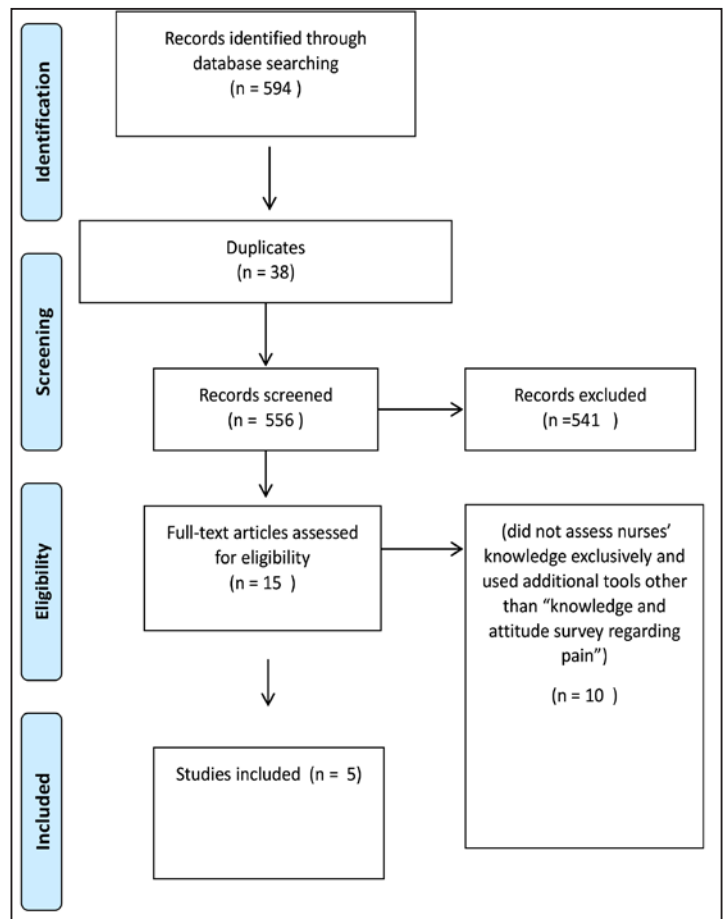 Identification
Records identified through
database searching
(n = 594 )
Duplicates
(n = 38)
Screening
Records screened
(n = 556 )
Records excluded
(n =541 )
Eligibility
Full-text articles assessed
for eligibility
(n = 15 )
(did not assess nurses'
knowledge exclusively and
used additional tools other
than “knowledge and
attitude survey regarding
pain”)
(n = 10 )
Included
Studies included (n = 5)